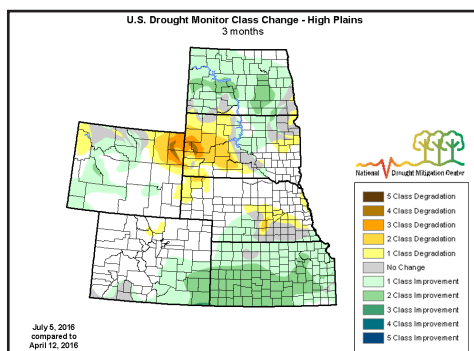 U.S. Drought Monitor Class Change - High Plains
3 months
National Drought Mitigation Center
5 Class Degradation
4 Class Degradation
3 Class Degradation
2 Class Degradation
1 Class Degradation
No Change
1 Class Improvement
2 Class Improvement
3 Class Improvement
4 Class Improvement
5 Class Improvement
July 5, 2016
compared to
April 12, 2016